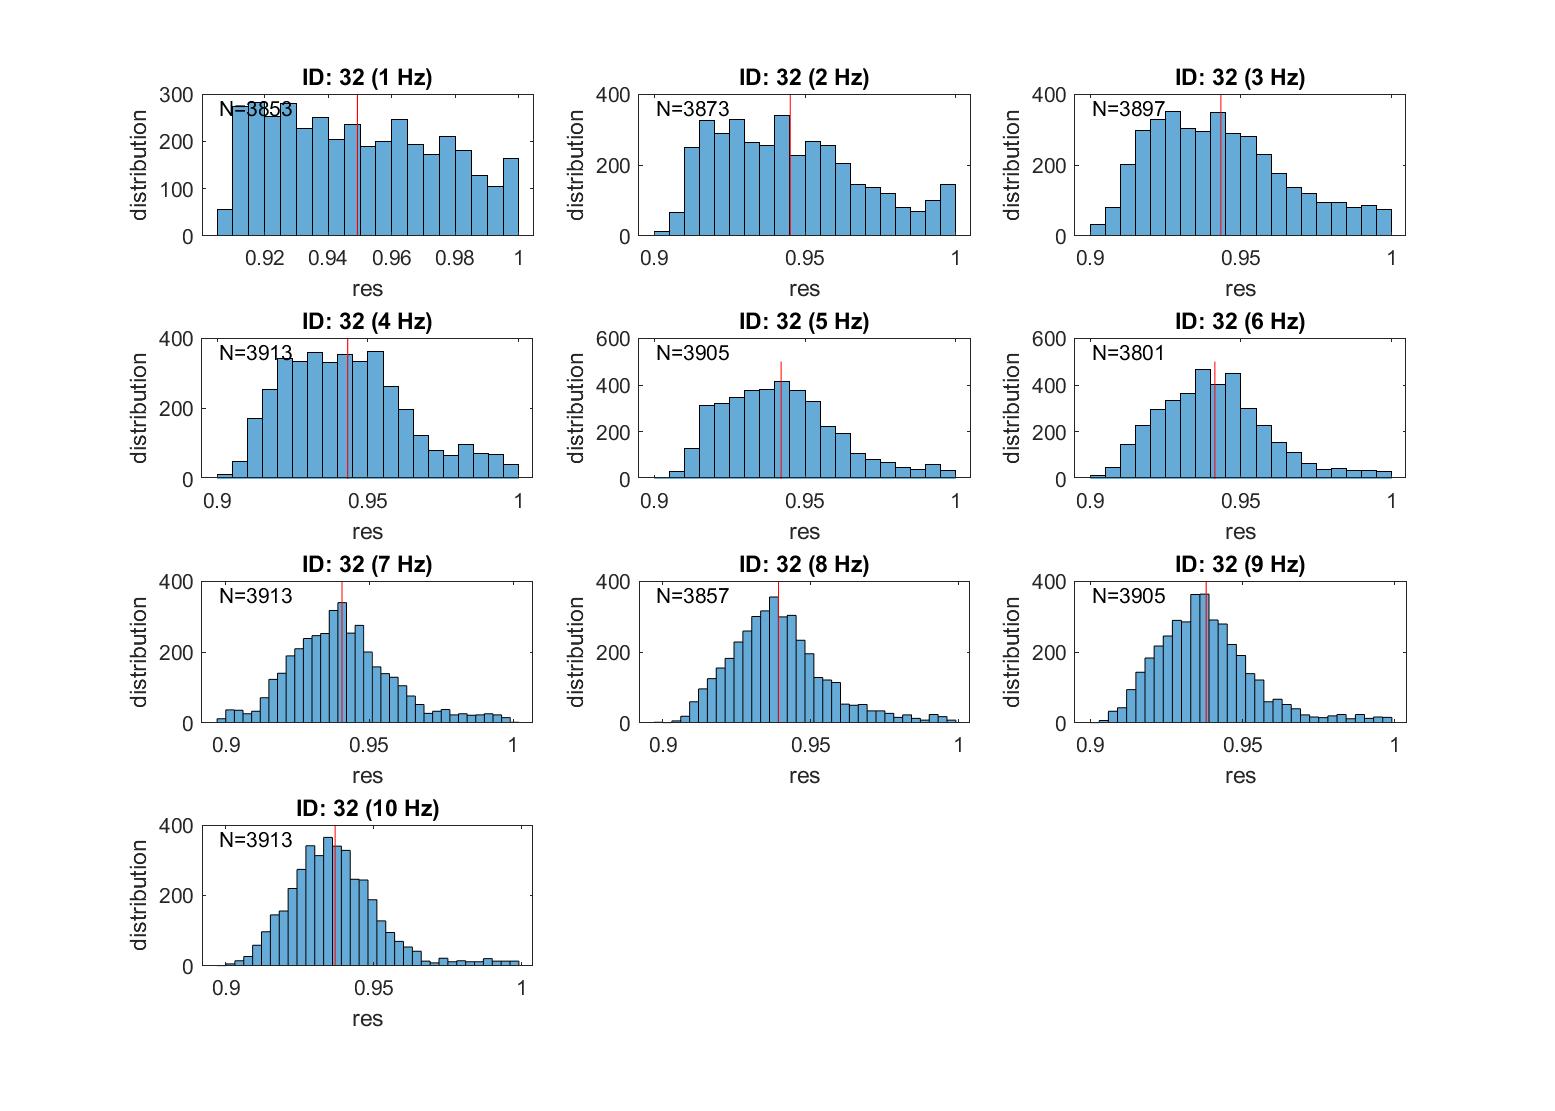 ID: 32 (1 Hz)
N=3853
300
200
100
0
distribution
0.92 0.94 0.96 0.98 1
res
ID: 32 (2 Hz)
N=3873
400
200
0
distribution
0.9 0.95 1
res
ID: 32 (3 Hz)
N=3897
400
200
0
distribution
0.9 0.95 1
res
ID: 32 (4 Hz)
N=3913
400
200
0
distribution
0.9 0.95 1
res
ID: 32 (5 Hz)
N=3905
600
400
200
0
distribution
0.9 0.95 1
res
ID: 32 (6 Hz)
N=3801
600
400
200
0
distribution
0.9 0.95 1
res
ID: 32 (7 Hz)
N=3913
400
200
0
distribution
0.9 0.95 1
res
ID: 32 (8 Hz)
N=3857
400
200
0
distribution
0.9 0.95 1
res
ID: 32 (9 Hz)
N=3905
400
200
0
distribution
0.9 0.95 1
res
ID: 32 (10 Hz)
N=3913
400
200
0
distribution
0.9 0.95 1
res